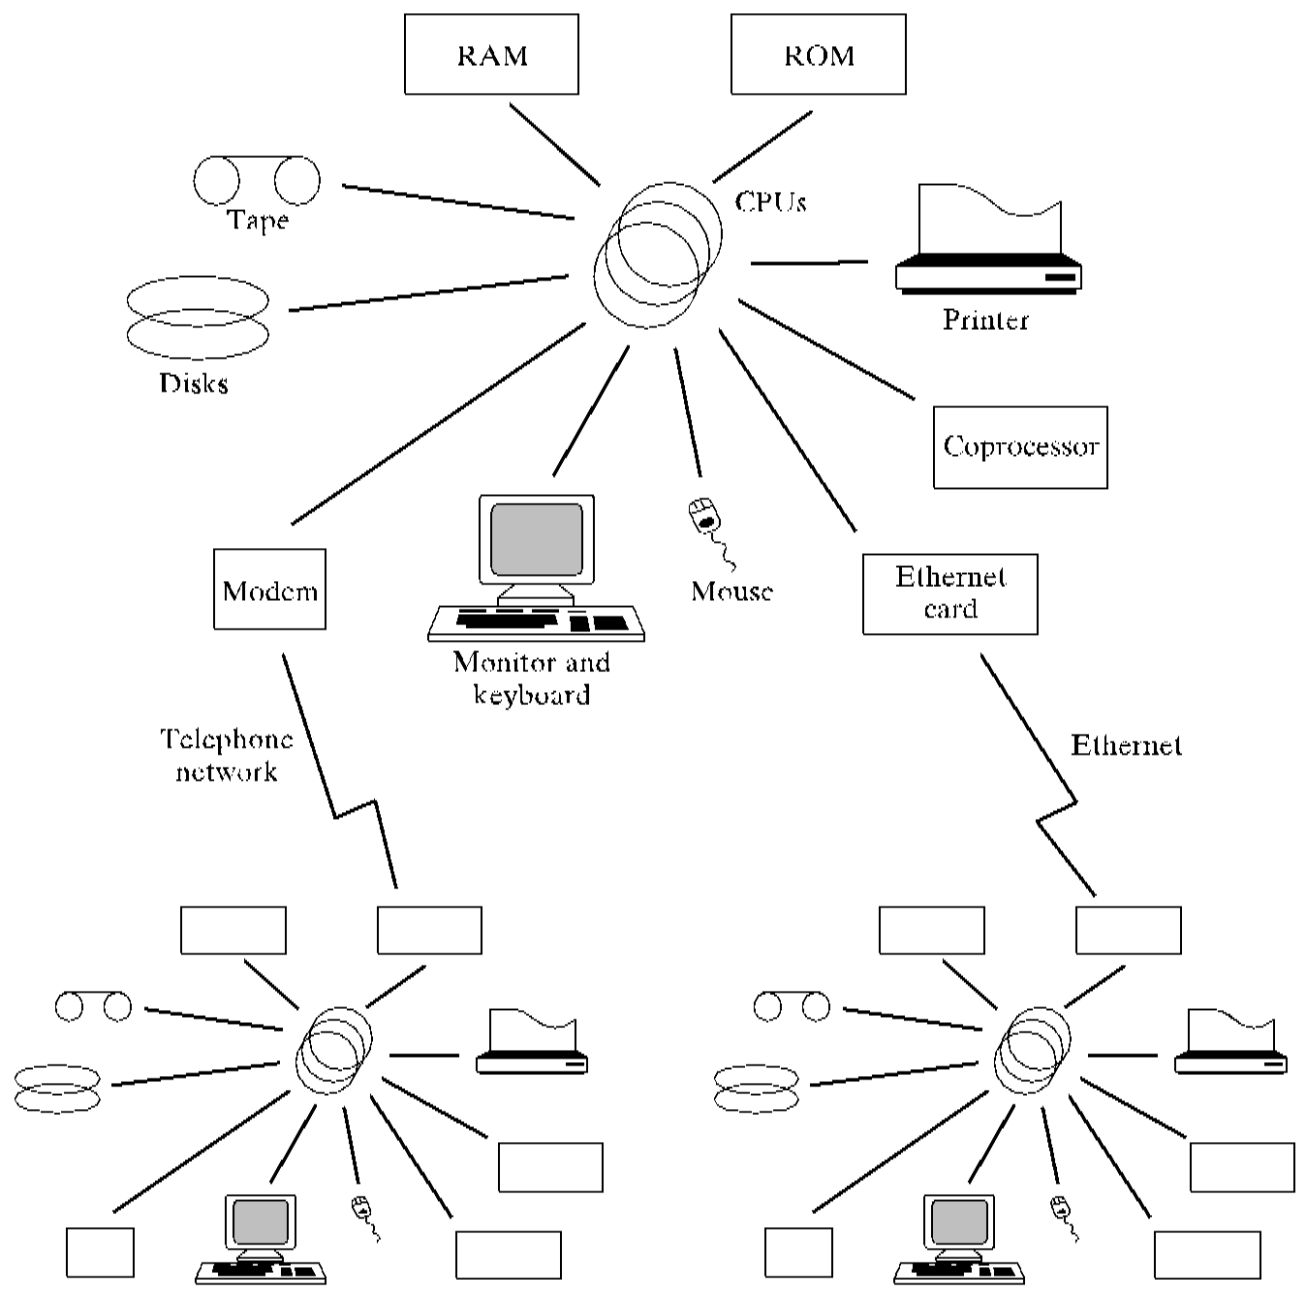 RAM
ROM
CPUs
Tape
Printer
Disks
Coprocessor
Modem
Mouse
Ethernet
card
Monitor and
keyboard
Telephone
network
Ethernet